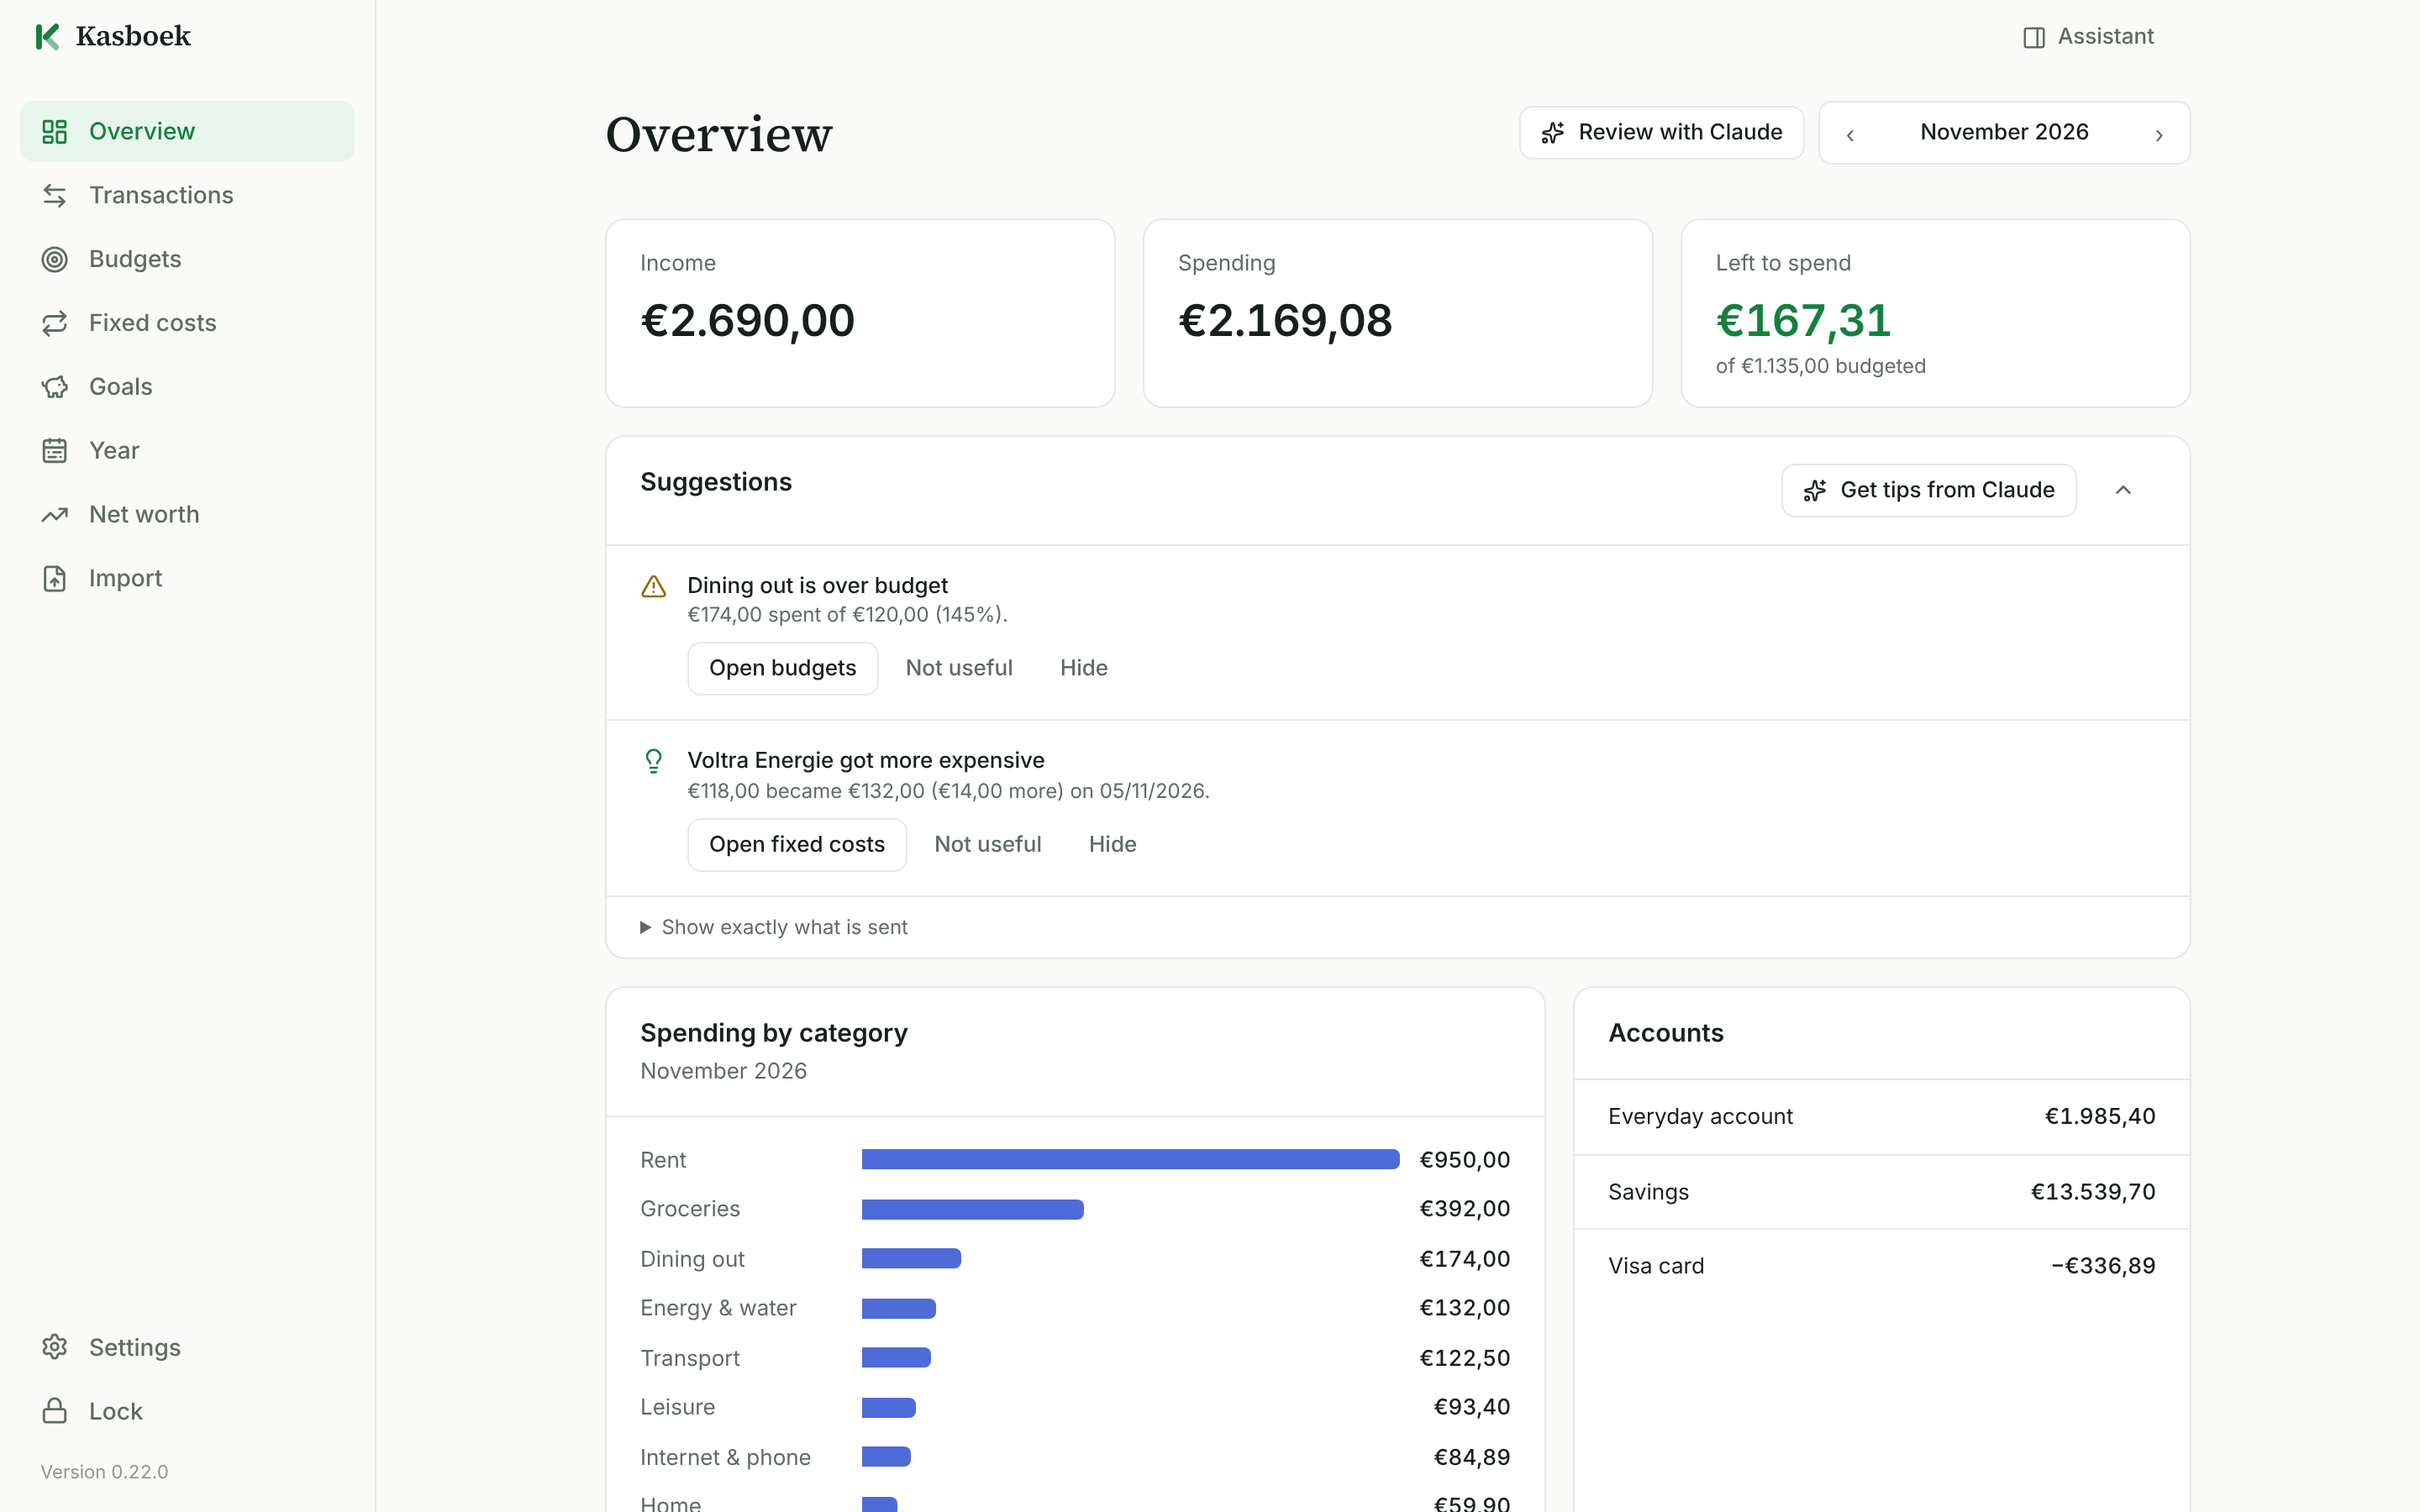 Kasboek
Assistant
Overview
Transactions
Budgets
Fixed costs
Goals
Year
Net worth
Import
Settings
Lock
Version 0.22.0
Overview
Review with Claude
‹ November 2026 ›
Income
€2.690,00
Spending
€2.169,08
Left to spend
€167,31
of €1.135,00 budgeted
Suggestions
Get tips from Claude
Dining out is over budget
€174,00 spent of €120,00 (145%).
Open budgets Not useful Hide
Voltra Energie got more expensive
€118,00 became €132,00 (€14,00 more) on 05/11/2026.
Open fixed costs Not useful Hide
Show exactly what is sent
Spending by category
November 2026
Rent €950,00
Groceries €392,00
Dining out €174,00
Energy & water €132,00
Transport €122,50
Leisure €93,40
Internet & phone €84,89
Home €59,90
Accounts
Everyday account €1.985,40
Savings €13.539,70
Visa card −€336,89